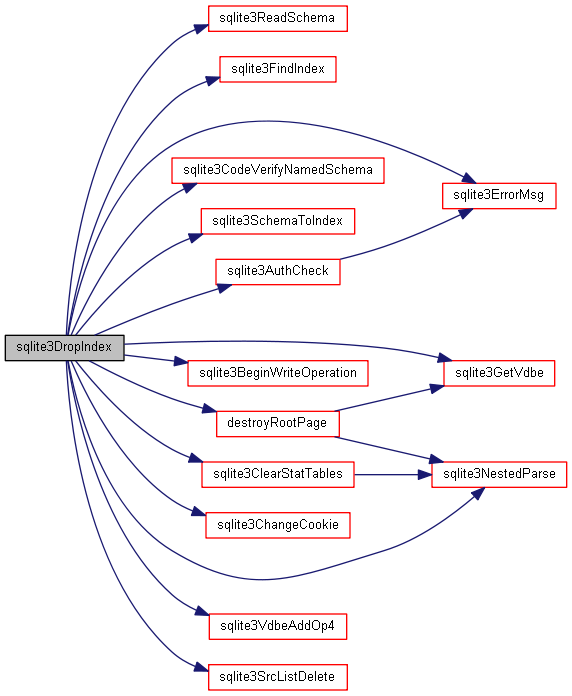 sqlite3ReadSchema
sqlite3FindIndex
sqlite3CodeVerifyNamedSchema
sqlite3ErrorMsg
sqlite3SchemaToIndex
sqlite3AuthCheck
sqlite3DropIndex
sqlite3BeginWriteOperation
sqlite3GetVdbe
destroyRootPage
sqlite3ClearStatTables
sqlite3NestedParse
sqlite3ChangeCookie
sqlite3VdbeAddOp4
sqlite3SrcListDelete